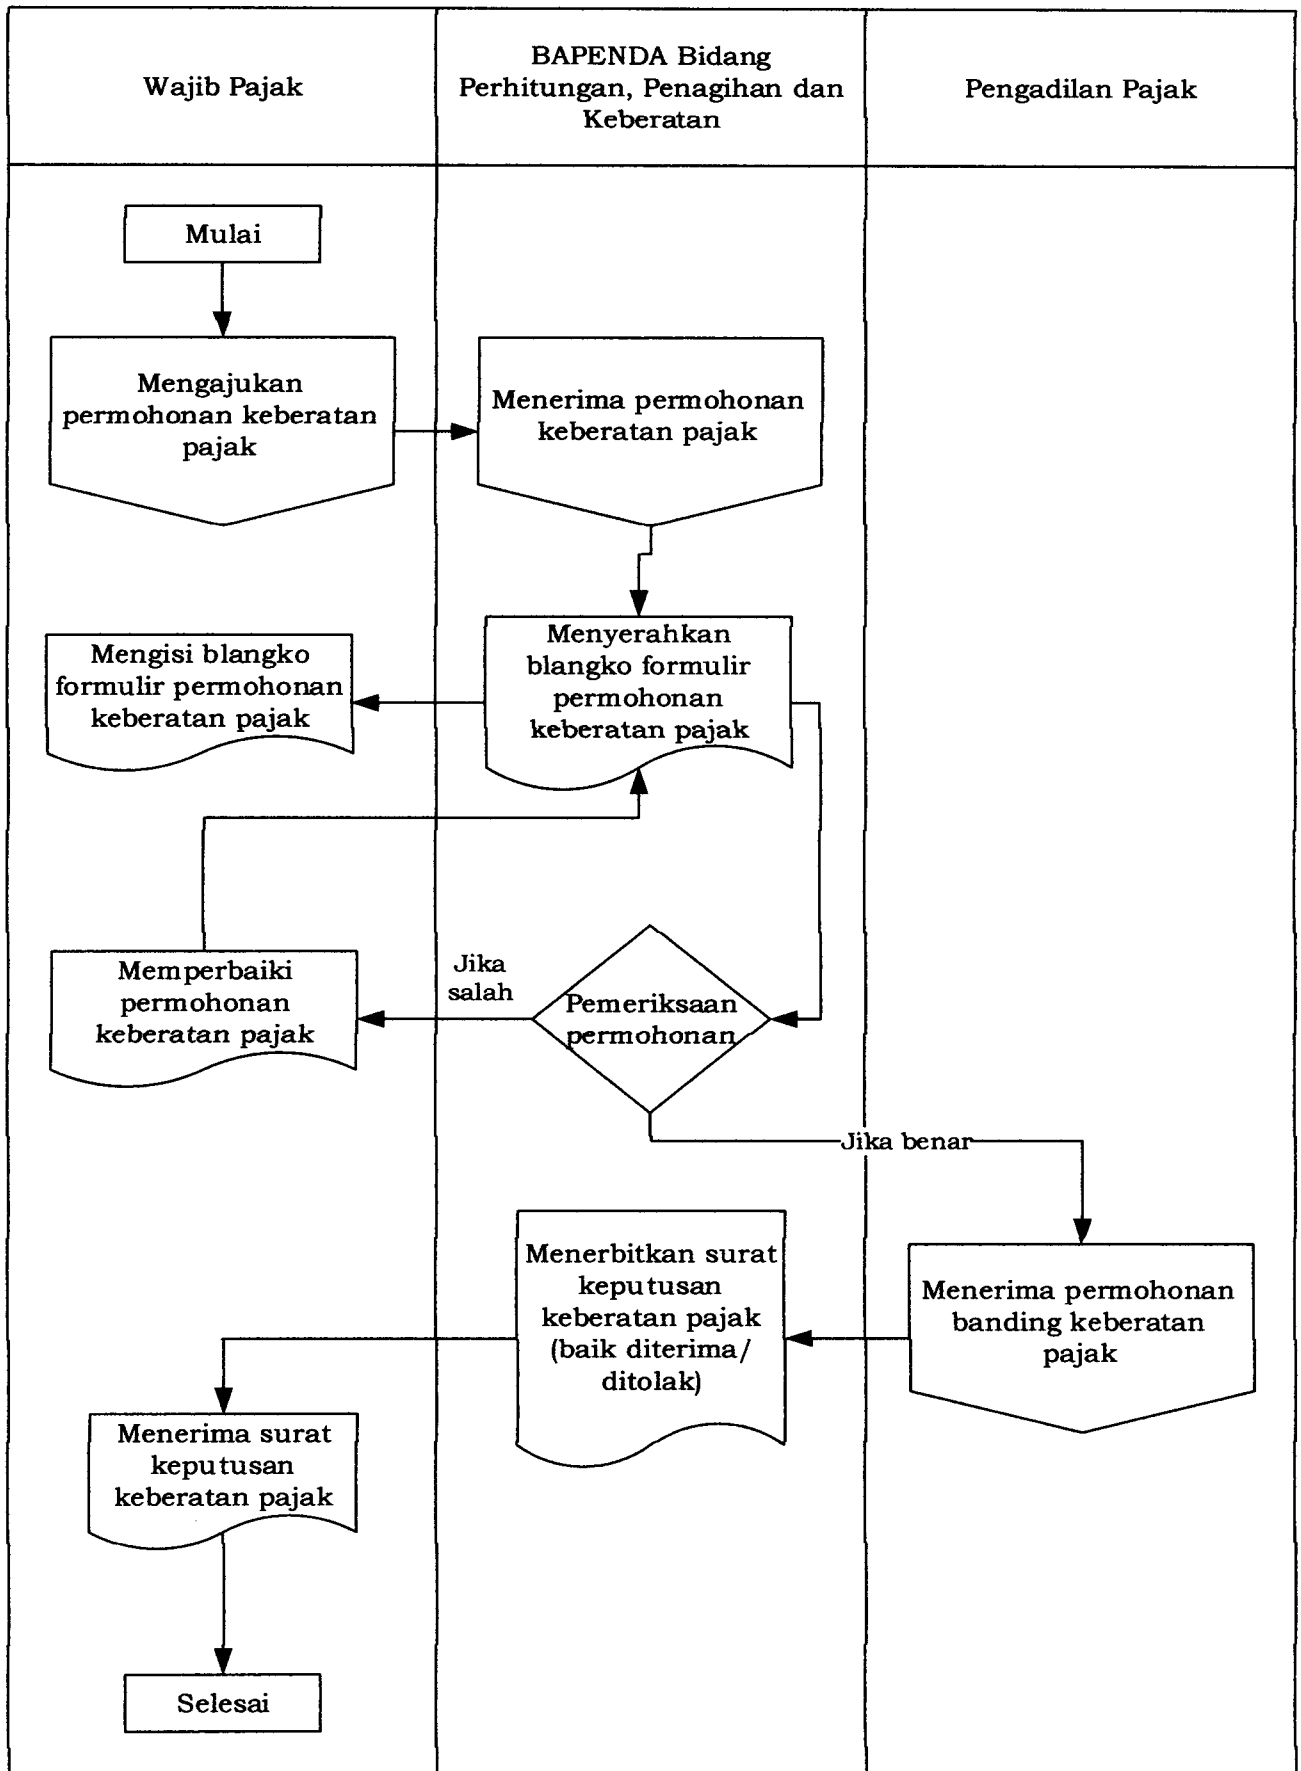 Wajib Pajak
BAPENDA Bidang
Perhitungan, Penagihan dan
Keberatan
Pengadilan Pajak
Mulai
Mengajukan
permohonan keberatan
pajak
Menerima permohonan
keberatan pajak
Mengisi blangko
formulir permohonan
keberatan pajak
Menyerahkan
blangko formulir
permohonan
keberatan pajak
Memperbaiki
permohonan
keberatan pajak
Jika
salah
Pemeriksaan
permohonan
Jika benar
Menerbitkan surat
keputusan
keberatan pajak
(baik diterima/
ditolak)
Menerima permohonan
banding keberatan
pajak
Menerima surat
keputusan
keberatan pajak
Selesai